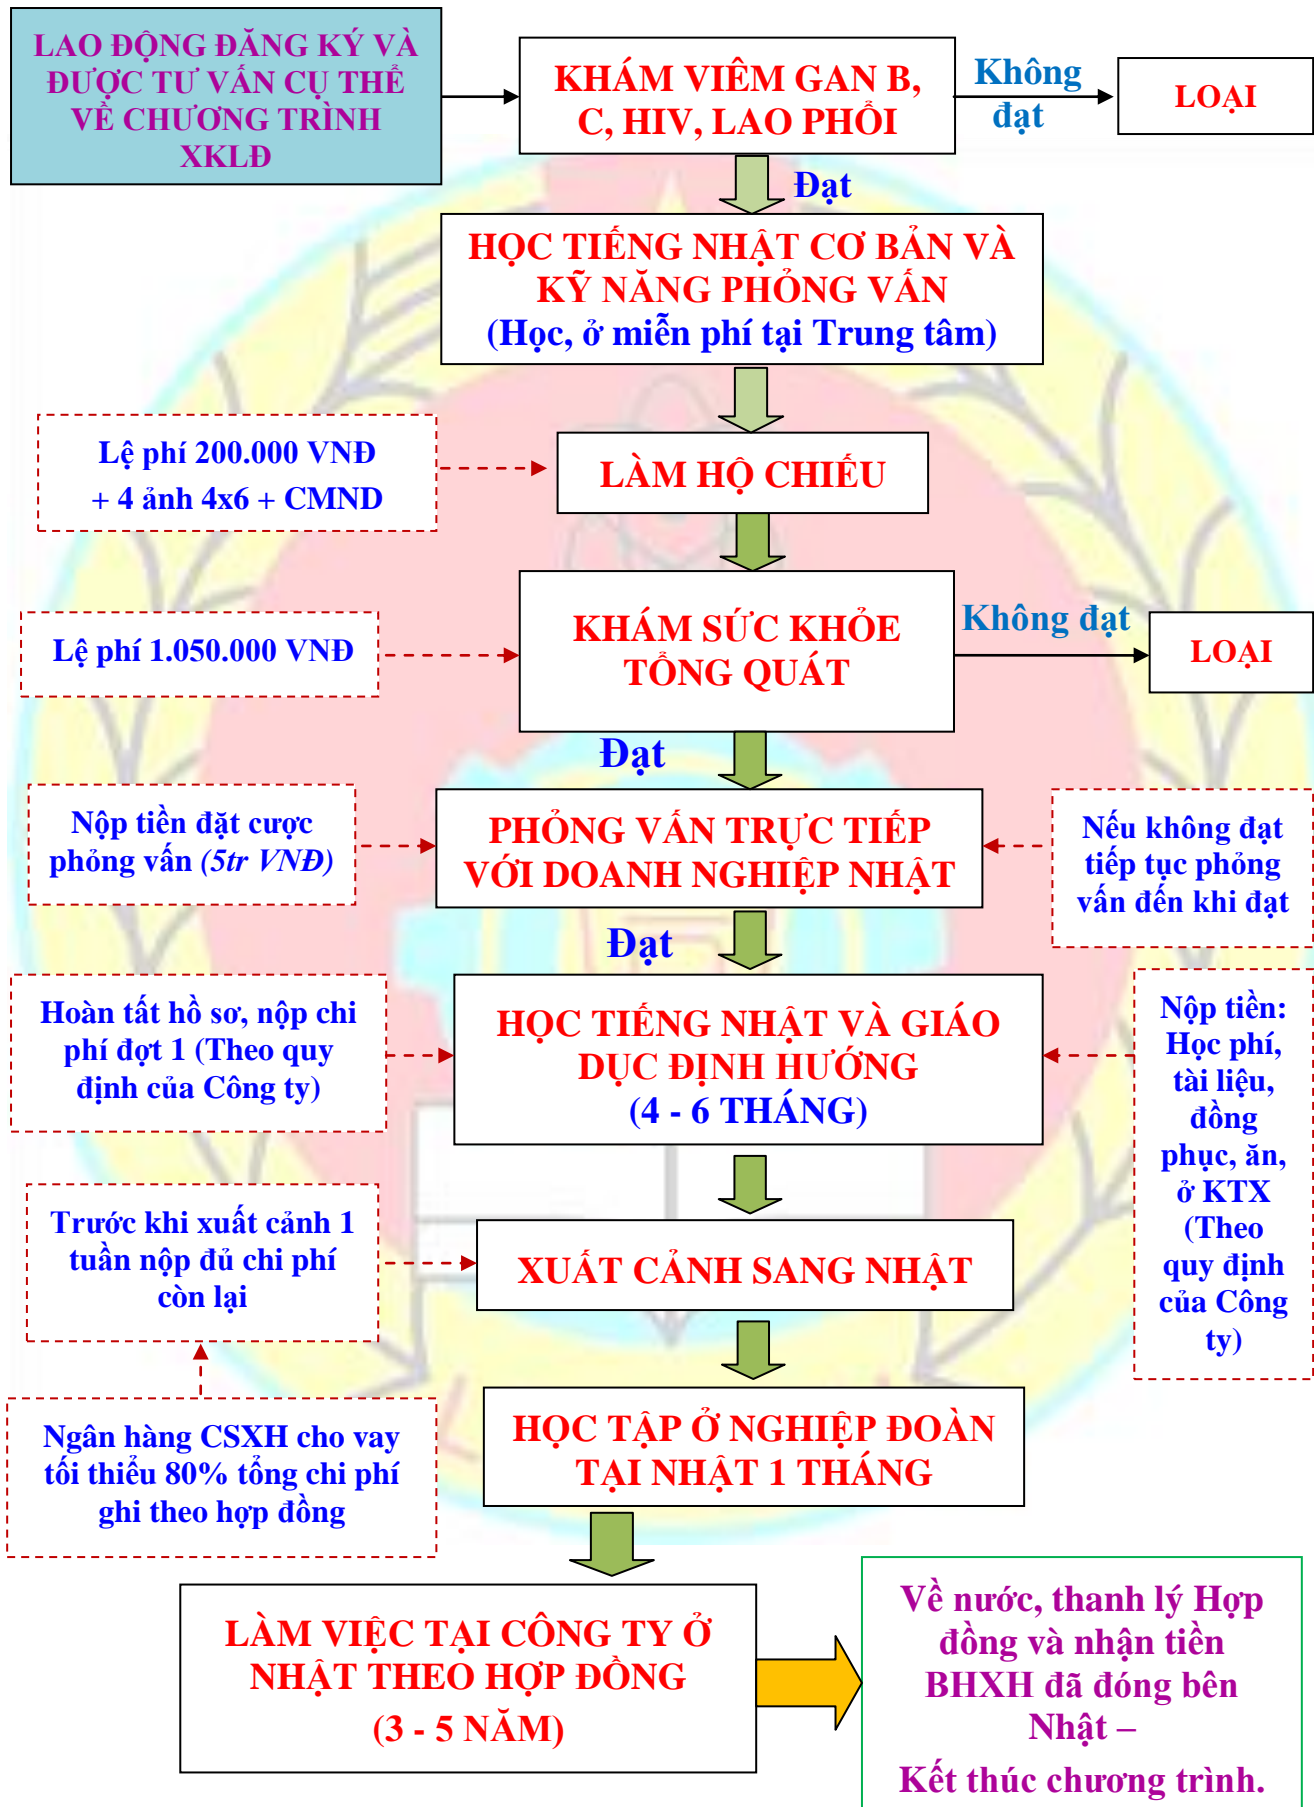 LAO ĐỘNG ĐĂNG KÝ VÀ
ĐƯỢC TƯ VẤN CỤ THỂ
VỀ CHƯƠNG TRÌNH
XKLĐ
KHÁM VIÊM GAN B,
C, HIV, LAO PHỔI
Không
đạt
LOẠI
Đạt
HỌC TIẾNG NHẬT CƠ BẢN VÀ
KỸ NĂNG PHỎNG VẤN
(Học, ở miễn phí tại Trung tâm)
Lệ phí 200.000 VNĐ
+ 4 ảnh 4x6 + CMND
LÀM HỘ CHIẾU
Lệ phí 1.050.000 VNĐ
KHÁM SỨC KHỎE
TỔNG QUÁT
Không đạt
LOẠI
Đạt
Nộp tiền đặt cược
phỏng vấn (5tr VNĐ)
PHỎNG VẤN TRỰC TIẾP
VỚI DOANH NGHIỆP NHẬT
Nếu không đạt
tiếp tục phỏng
vấn đến khi đạt
Đạt
Hoàn tất hồ sơ, nộp chi
phí đợt 1 (Theo quy
định của Công ty)
HỌC TIẾNG NHẬT VÀ GIÁO
DỤC ĐỊNH HƯỚNG
(4 - 6 THÁNG)
Nộp tiền:
Học phí,
tài liệu,
đồng
phục, ăn,
ở KTX
(Theo
quy định
của Công
ty)
Trước khi xuất cảnh 1
tuần nộp đủ chi phí
còn lại
XUẤT CẢNH SANG NHẬT
Ngân hàng CSXH cho vay
tối thiểu 80% tổng chi phí
ghi theo hợp đồng
HỌC TẬP Ở NGHIỆP ĐOÀN
TẠI NHẬT 1 THÁNG
LÀM VIỆC TẠI CÔNG TY Ở
NHẬT THEO HỢP ĐỒNG
(3 - 5 NĂM)
Về nước, thanh lý Hợp
đồng và nhận tiền
BHXH đã đóng bên
Nhật –
Kết thúc chương trình.